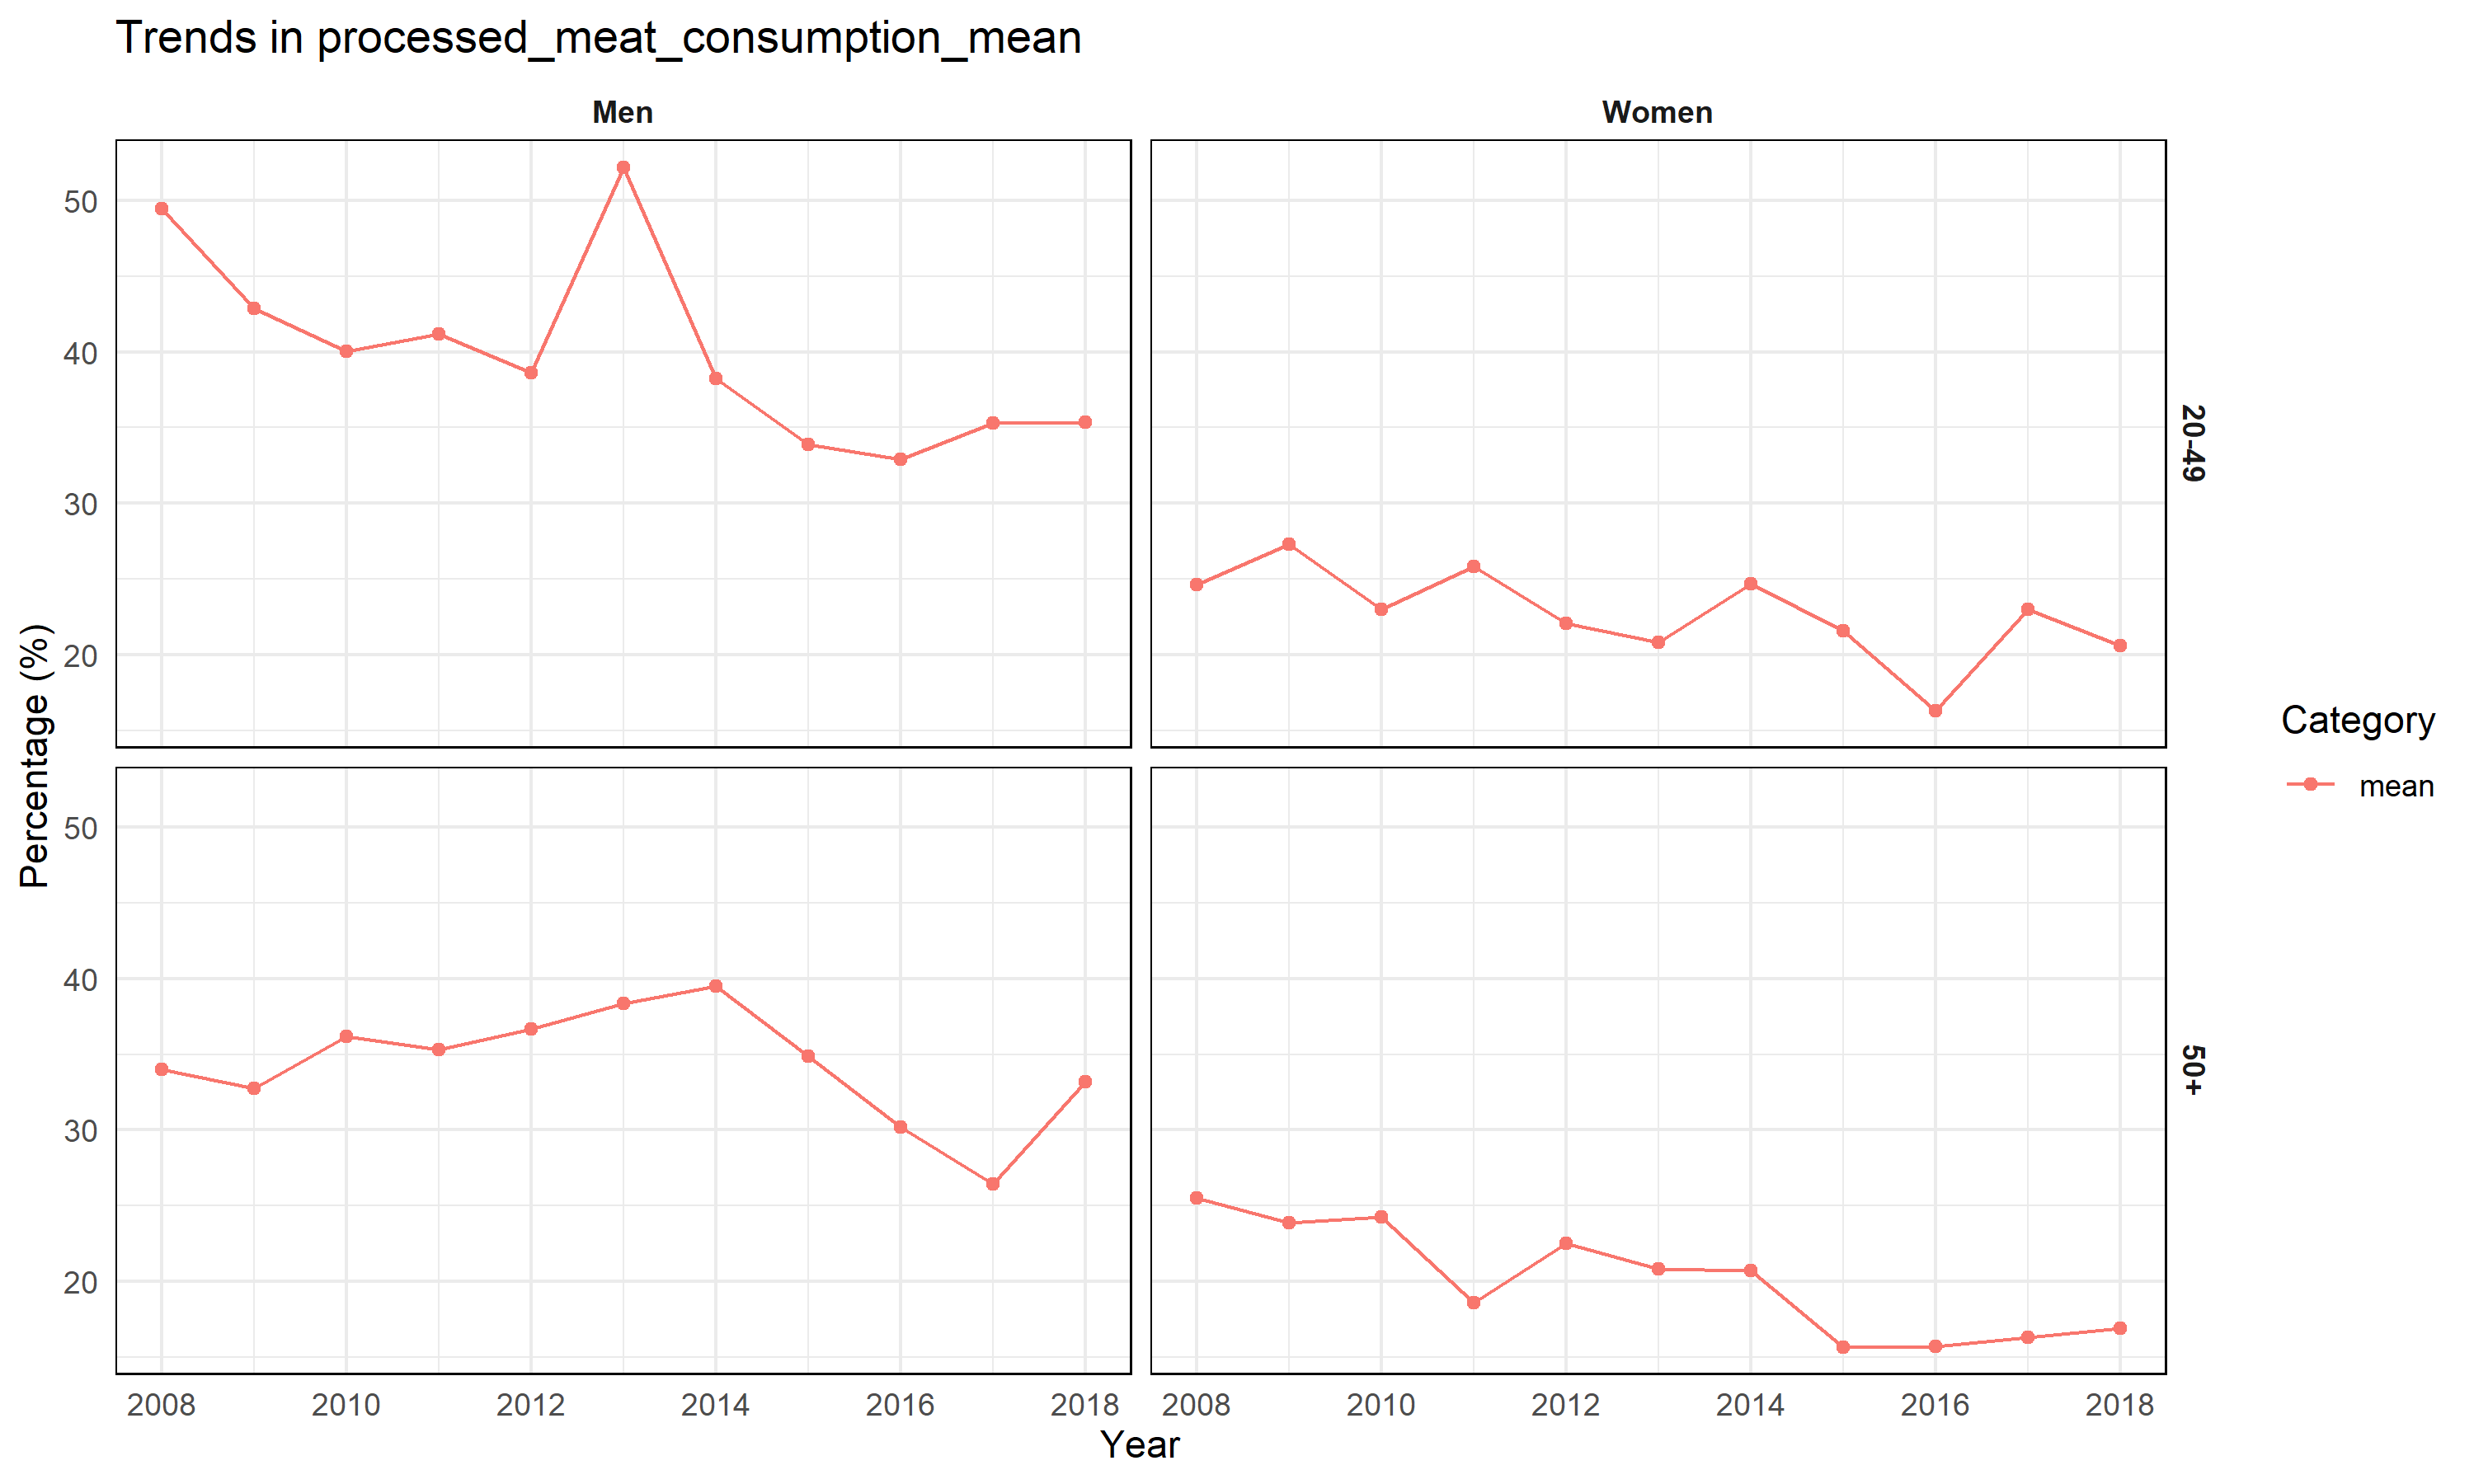 Trends in processed_meat_consumption_mean
Men
Women
50
40
30
20
20-49
50
40
30
20
50+
Percentage (%)
2008 2010 2012 2014 2016 2018
2008 2010 2012 2014 2016 2018
Year
Category
mean